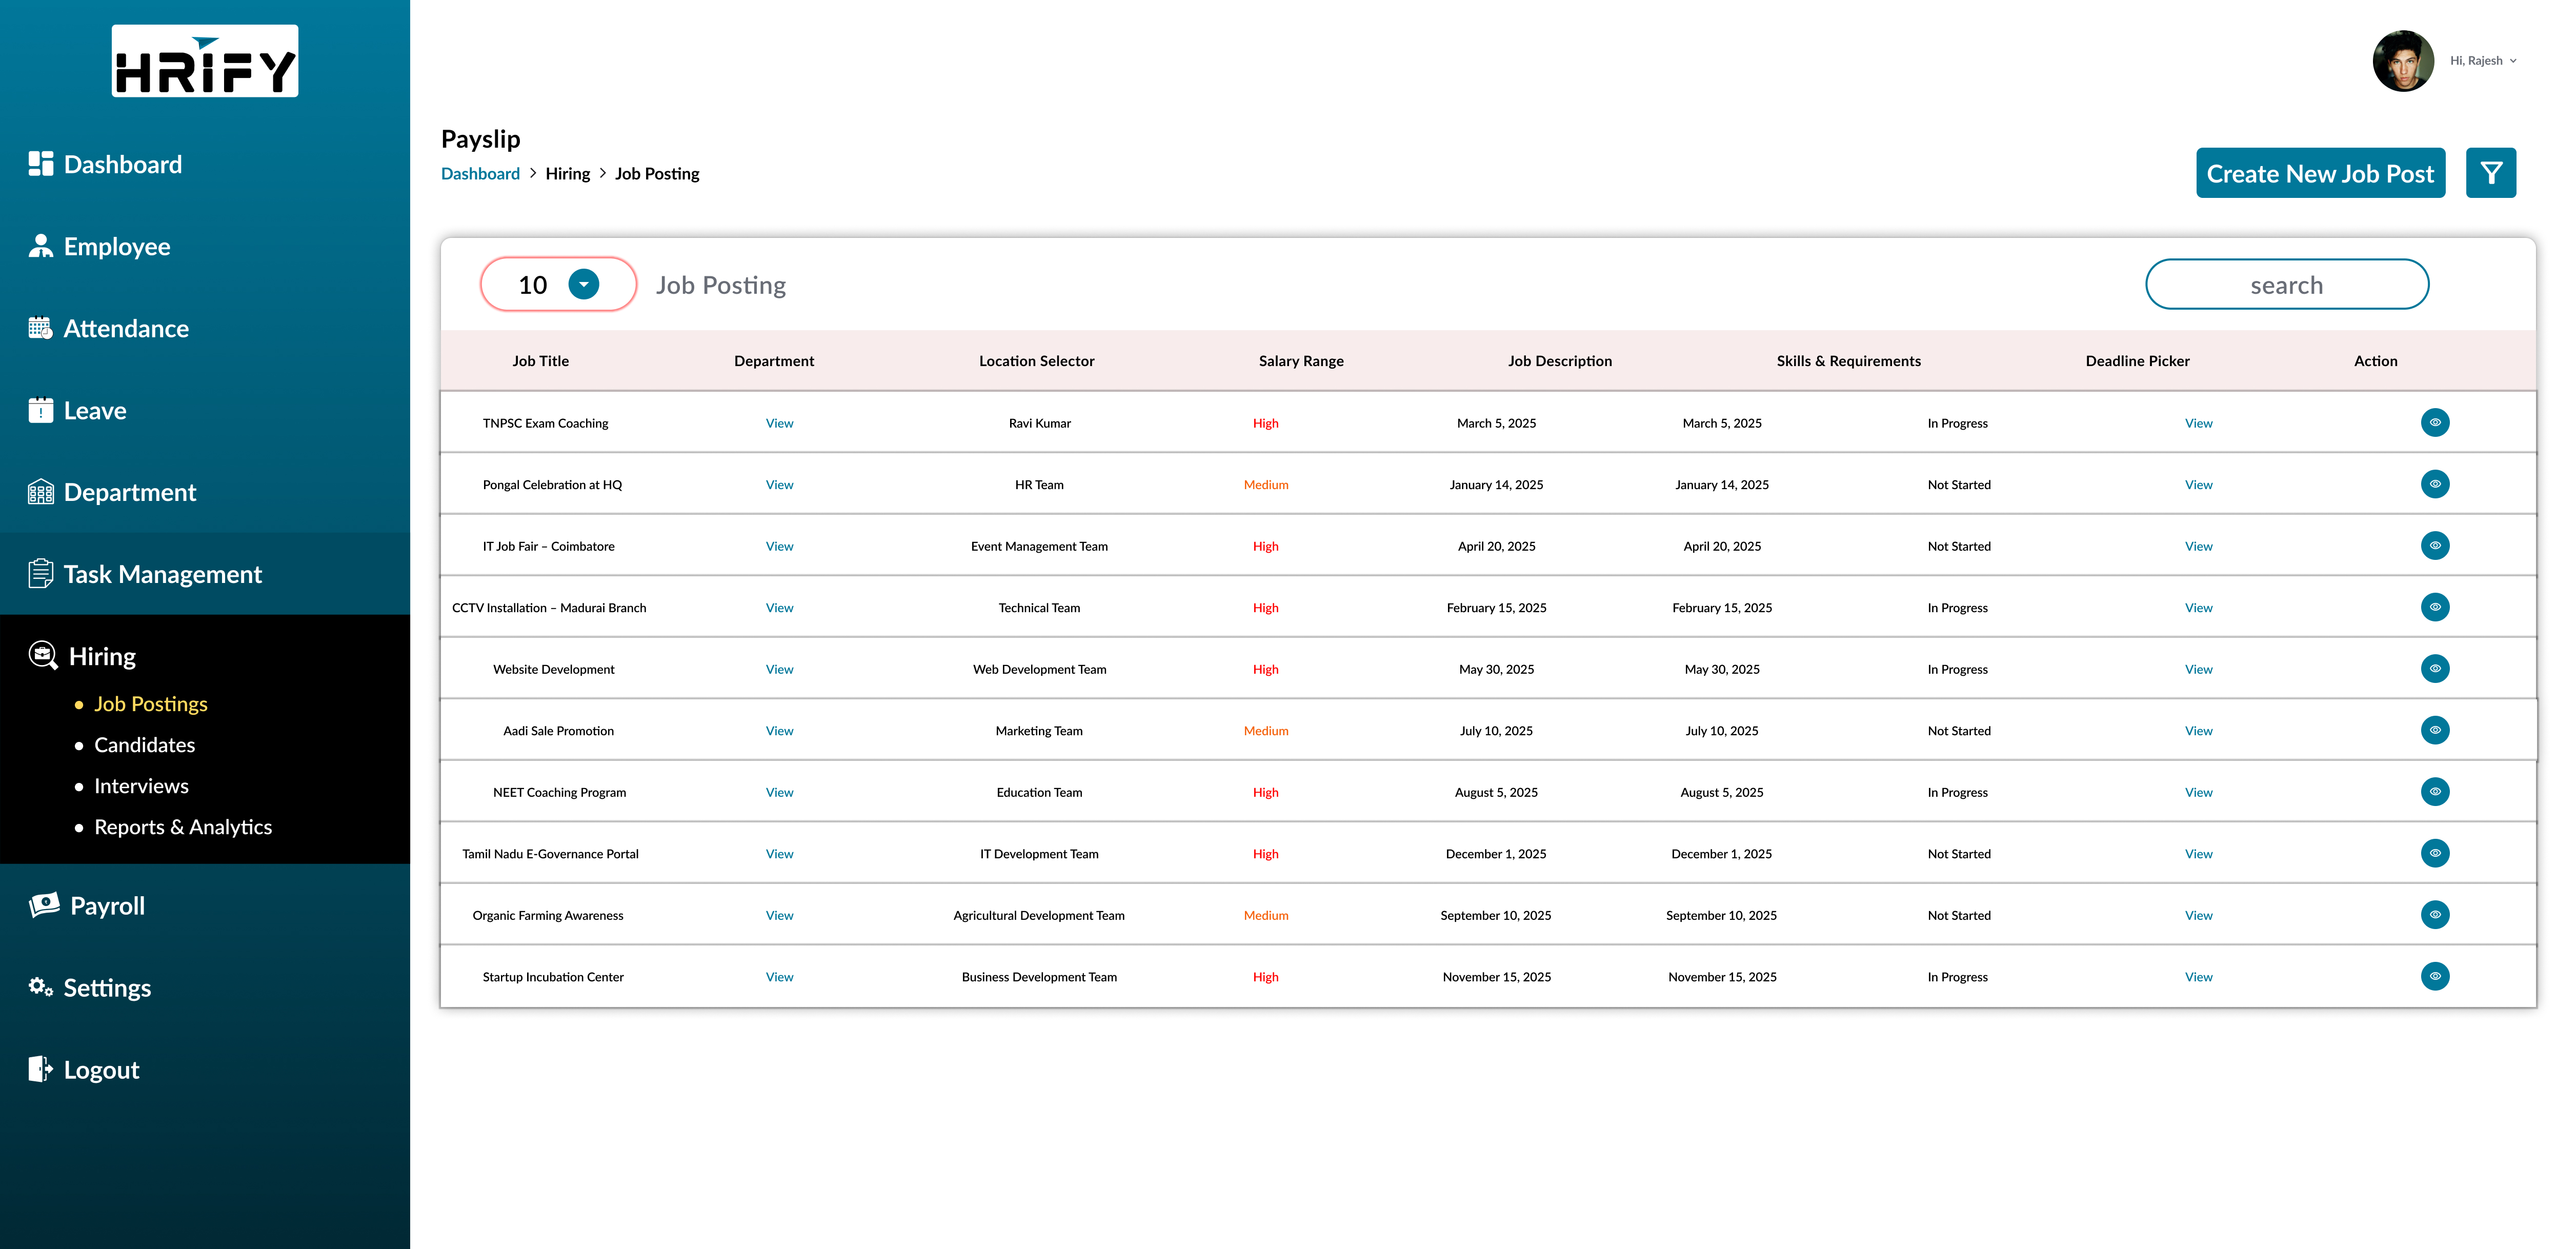 HRiFY
Hi, Rajesh
Dashboard
Employee
Attendance
Leave
Department
Task Management
Hiring
Job Postings
Candidates
Interviews
Reports & Analytics
Payroll
Settings
Logout
Payslip
Dashboard > Hiring > Job Posting
Create New Job Post
10 Job Posting search
Job Title Department Location Selector Salary Range Job Description Skills & Requirements Deadline Picker Action
TNPSC Exam Coaching View Ravi Kumar High March 5, 2025 March 5, 2025 In Progress View
Pongal Celebration at HQ View HR Team Medium January 14, 2025 January 14, 2025 Not Started View
IT Job Fair – Coimbatore View Event Management Team High April 20, 2025 April 20, 2025 Not Started View
CCTV Installation – Madurai Branch View Technical Team High February 15, 2025 February 15, 2025 In Progress View
Website Development View Web Development Team High May 30, 2025 May 30, 2025 In Progress View
Aadi Sale Promotion View Marketing Team Medium July 10, 2025 July 10, 2025 Not Started View
NEET Coaching Program View Education Team High August 5, 2025 August 5, 2025 In Progress View
Tamil Nadu E-Governance Portal View IT Development Team High December 1, 2025 December 1, 2025 Not Started View
Organic Farming Awareness View Agricultural Development Team Medium September 10, 2025 September 10, 2025 Not Started View
Startup Incubation Center View Business Development Team High November 15, 2025 November 15, 2025 In Progress View